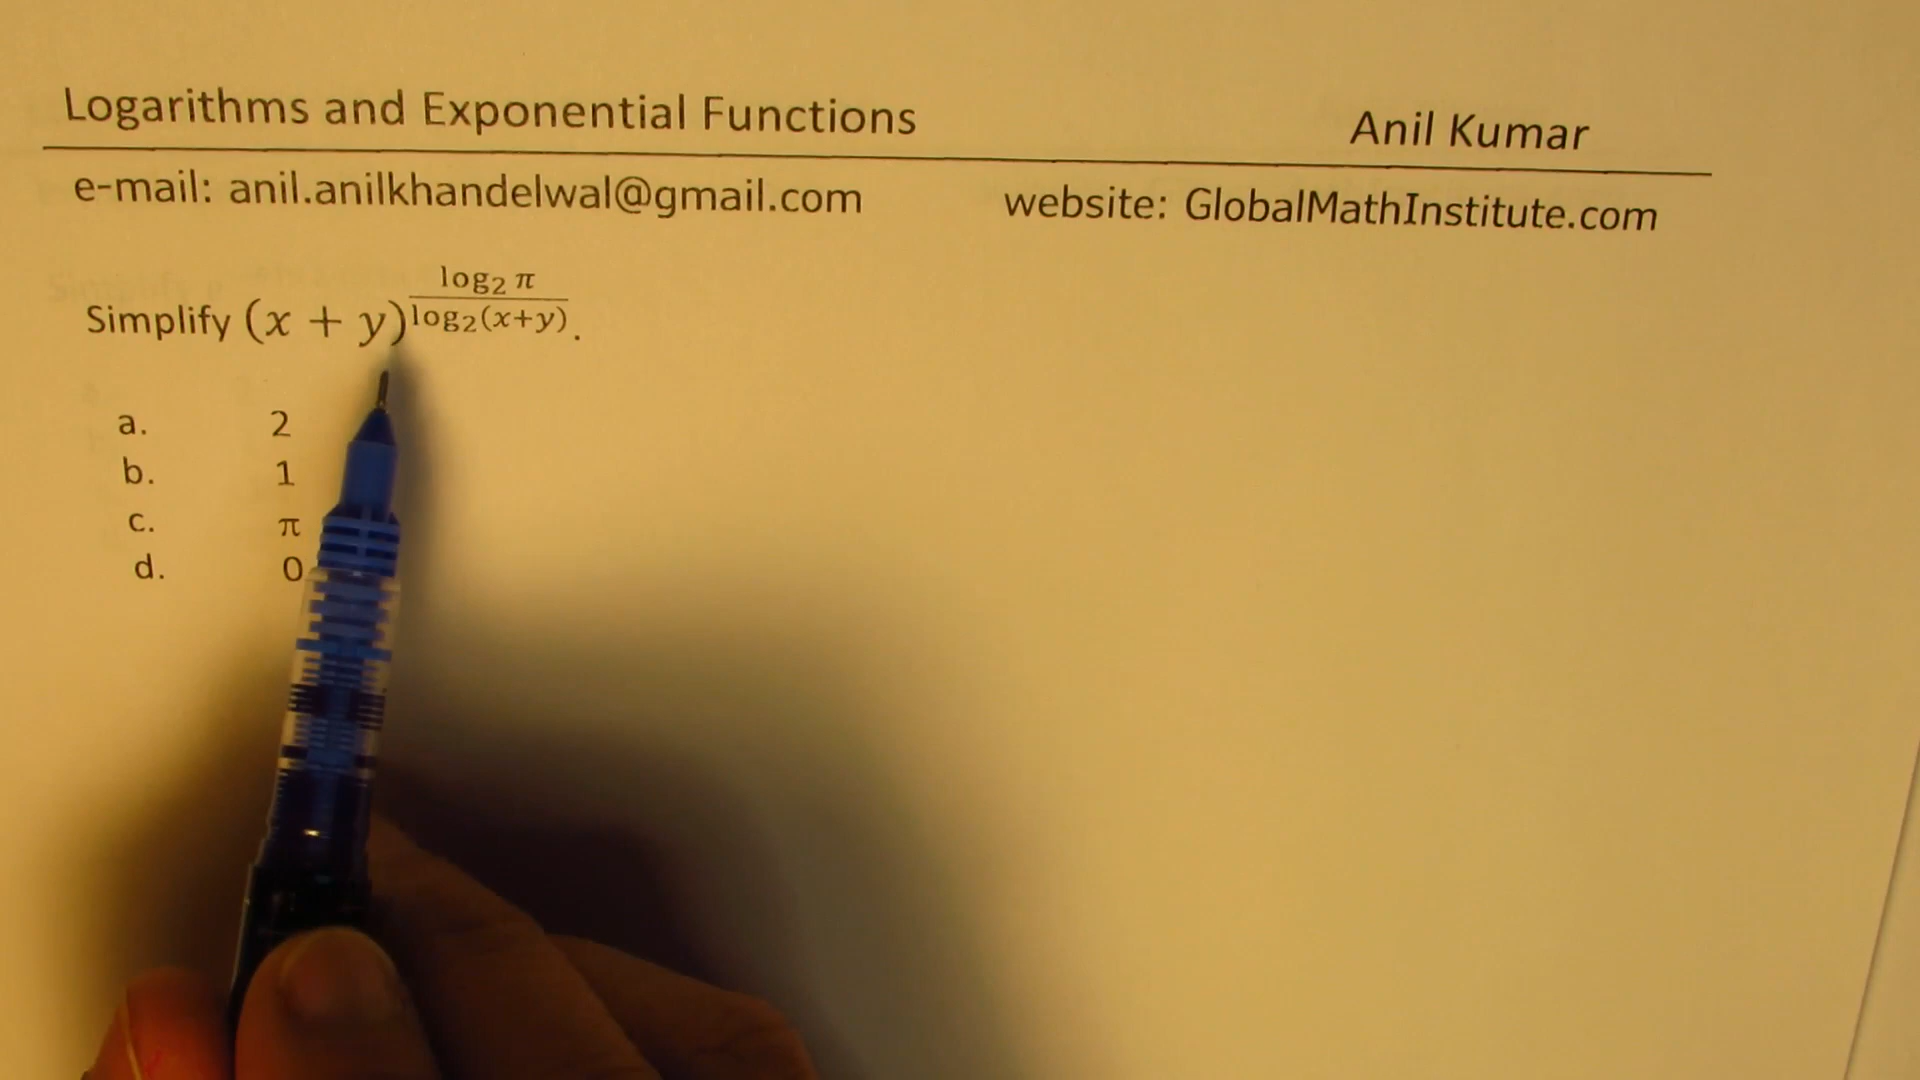 Logarithms and Exponential Functions
Anil Kumar
e-mail: anil.anilkhandelwal@gmail.com
website: GlobalMathInstitute.com
Simplify (x + y)^(log₂ π / log₂(x+y)).
a. 2
b. 1
c. π
d. 0